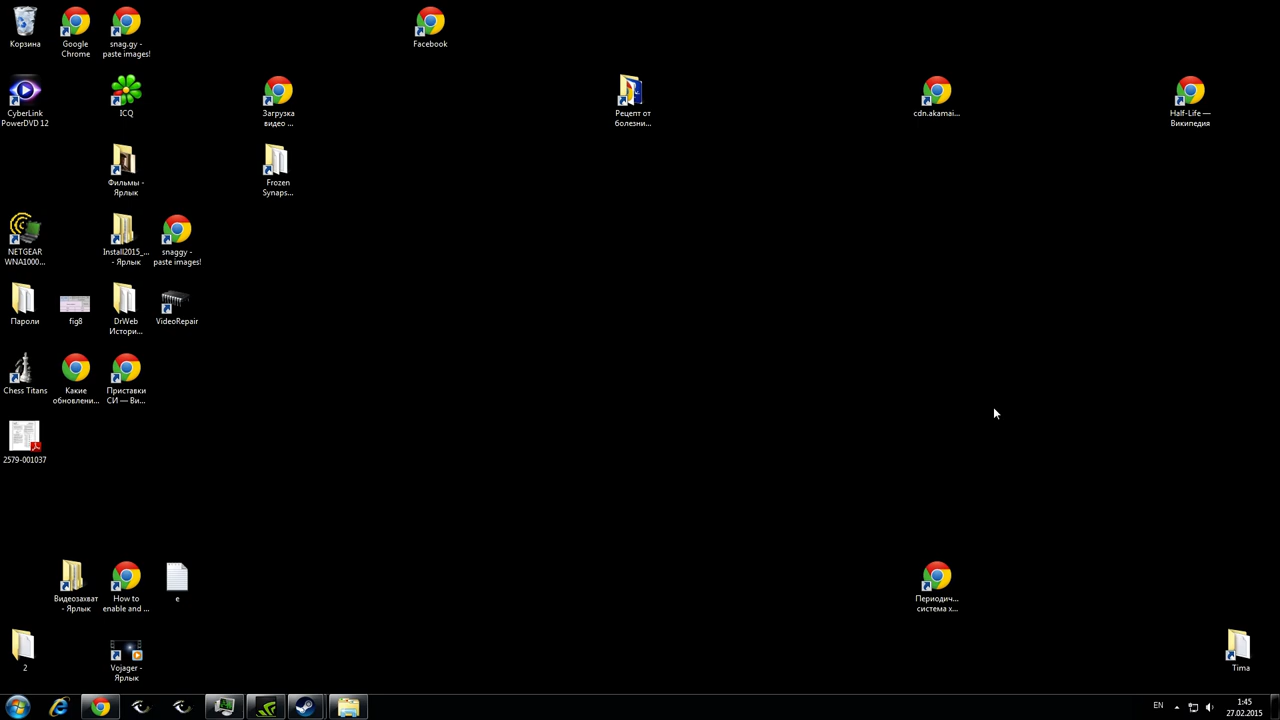 Корзина
Google
Chrome
snag.gy -
paste images!
Facebook
CyberLink
PowerDVD 12
ICQ
Загрузка
видео ...
Рецепт от
болезни...
cdn.akamai...
Half-Life —
Википедия
Фильмы -
Ярлык
Frozen
Synaps...
NETGEAR
WNA1000...
Install2015_...
- Ярлык
snaggy -
paste images!
Пароли
fig8
DrWeb
Истори...
VideoRepair
Chess Titans
Какие
обновлени...
Приставки
СИ — Ви...
2579-001037
Видеозахват
- Ярлык
How to
enable and ...
e
Периодич...
система х...
2
Vojager -
Ярлык
Tima
EN
1:45
27.02.2015